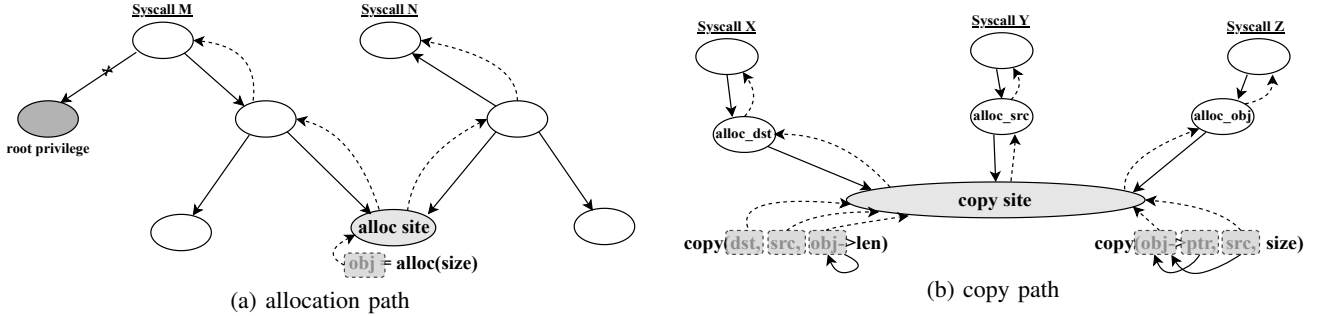 Syscall M
Syscall N
root privilege
alloc site
obj = alloc(size)
(a) allocation path
Syscall X
Syscall Y
Syscall Z
alloc_dst
alloc_src
alloc_obj
copy site
copy(dst, src, obj->len)
copy(obj->ptr, src, size)
(b) copy path